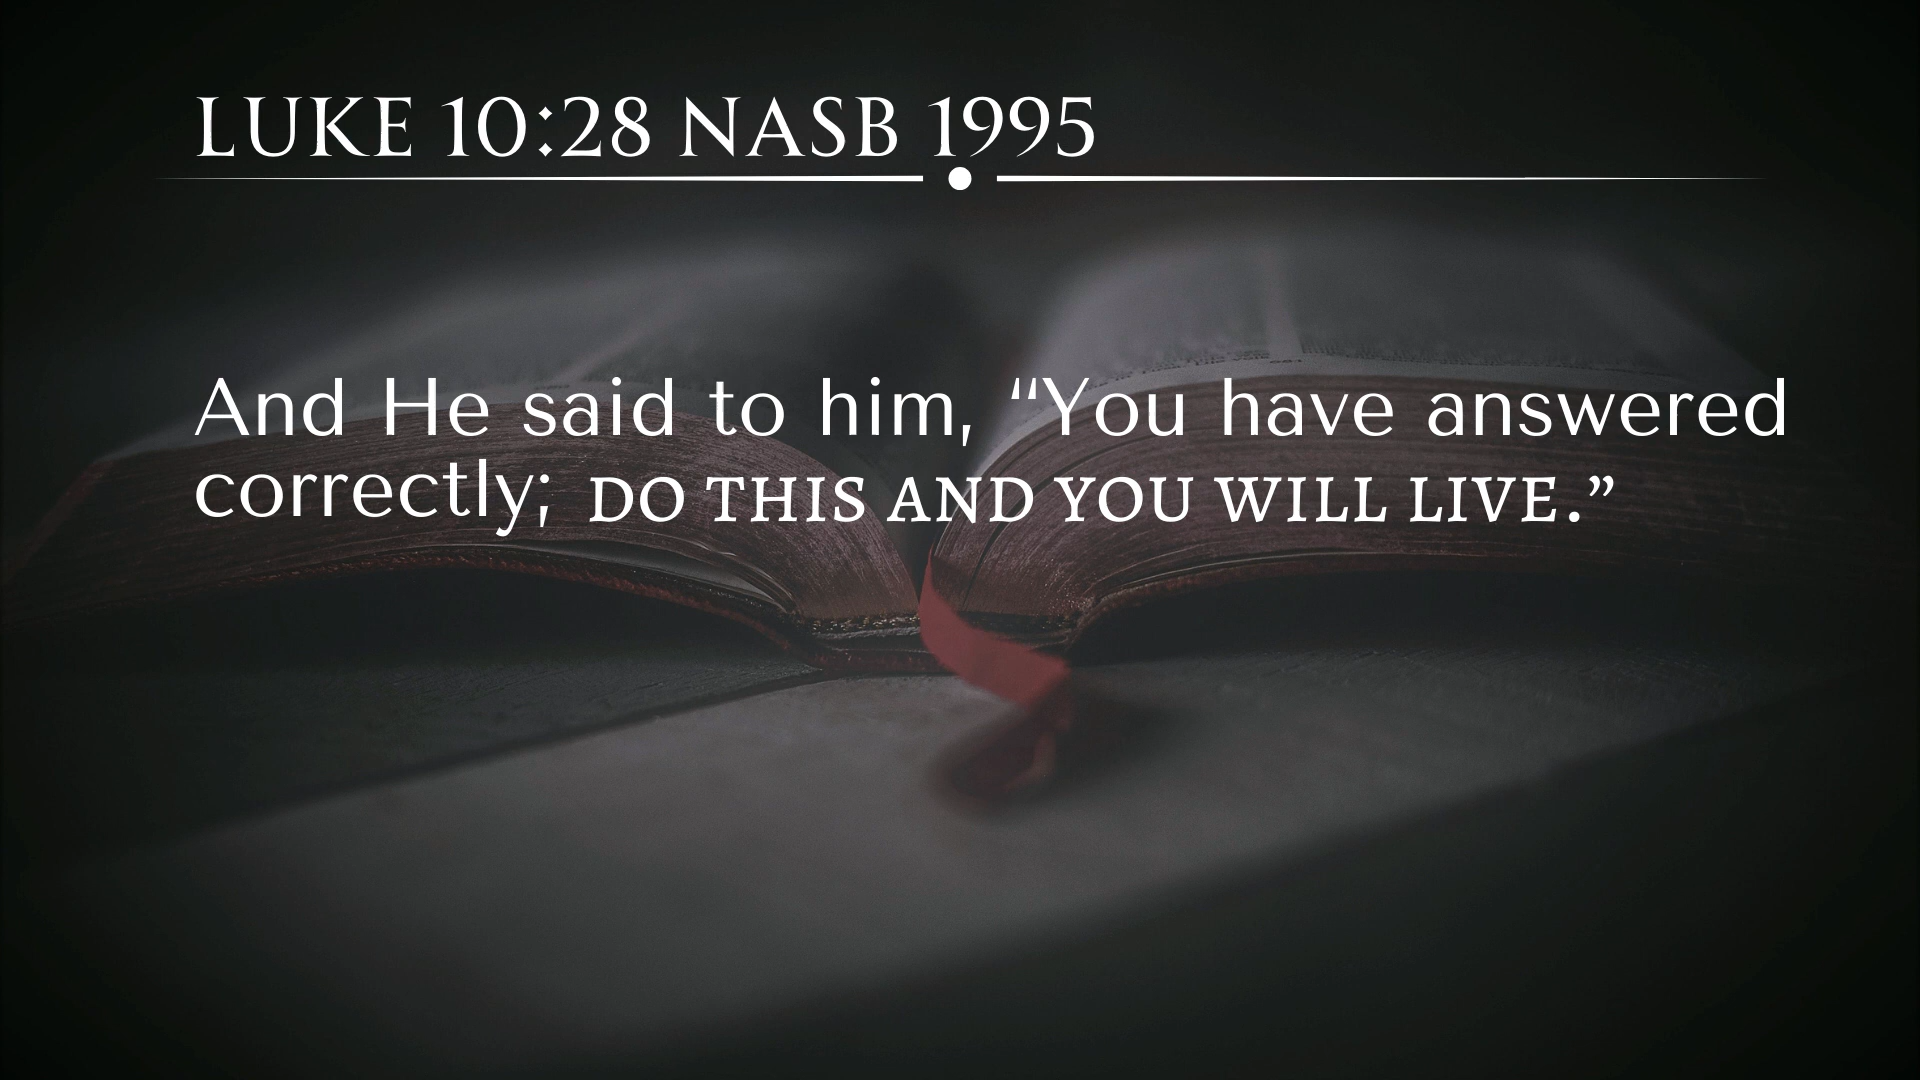 LUKE 10:28 NASB 1995
And He said to him, “You have answered
correctly; DO THIS AND YOU WILL LIVE.”